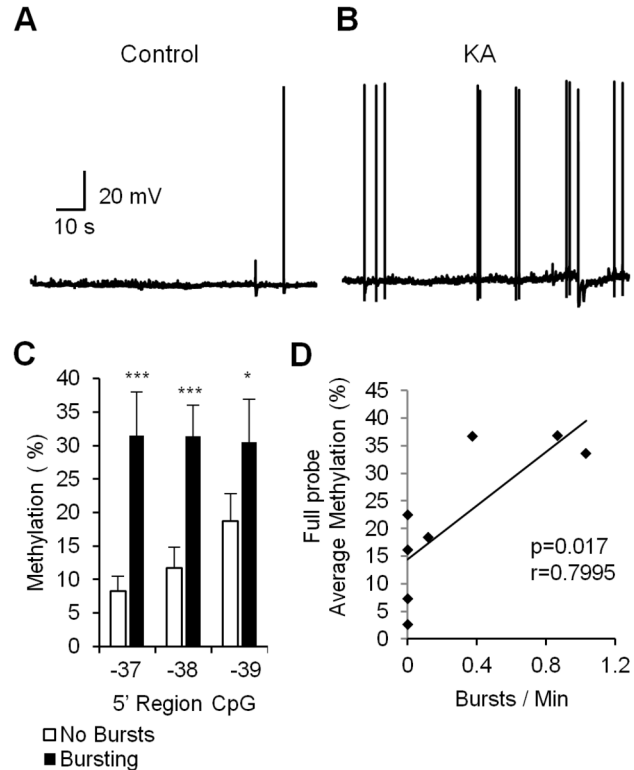 A
Control
20 mV
10 s
B
KA
C
Methylation ( %)
40
35
30
25
20
15
10
5
0
***
***
*
-37
-38
-39
5' Region CpG
No Bursts
Bursting
D
Full probe
Average Methylation (%)
45
40
35
30
25
20
15
10
5
0
p=0.017
r=0.7995
0
0.4
0.8
1.2
Bursts / Min